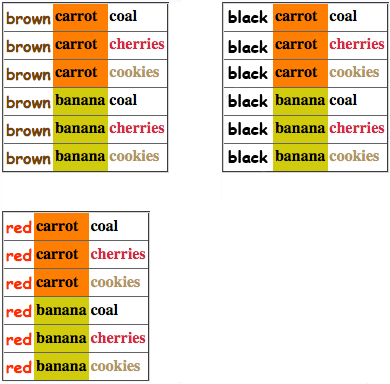 brown carrot coal
brown carrot cherries
brown carrot cookies
brown banana coal
brown banana cherries
brown banana cookies
black carrot coal
black carrot cherries
black carrot cookies
black banana coal
black banana cherries
black banana cookies
red carrot coal
red carrot cherries
red carrot cookies
red banana coal
red banana cherries
red banana cookies